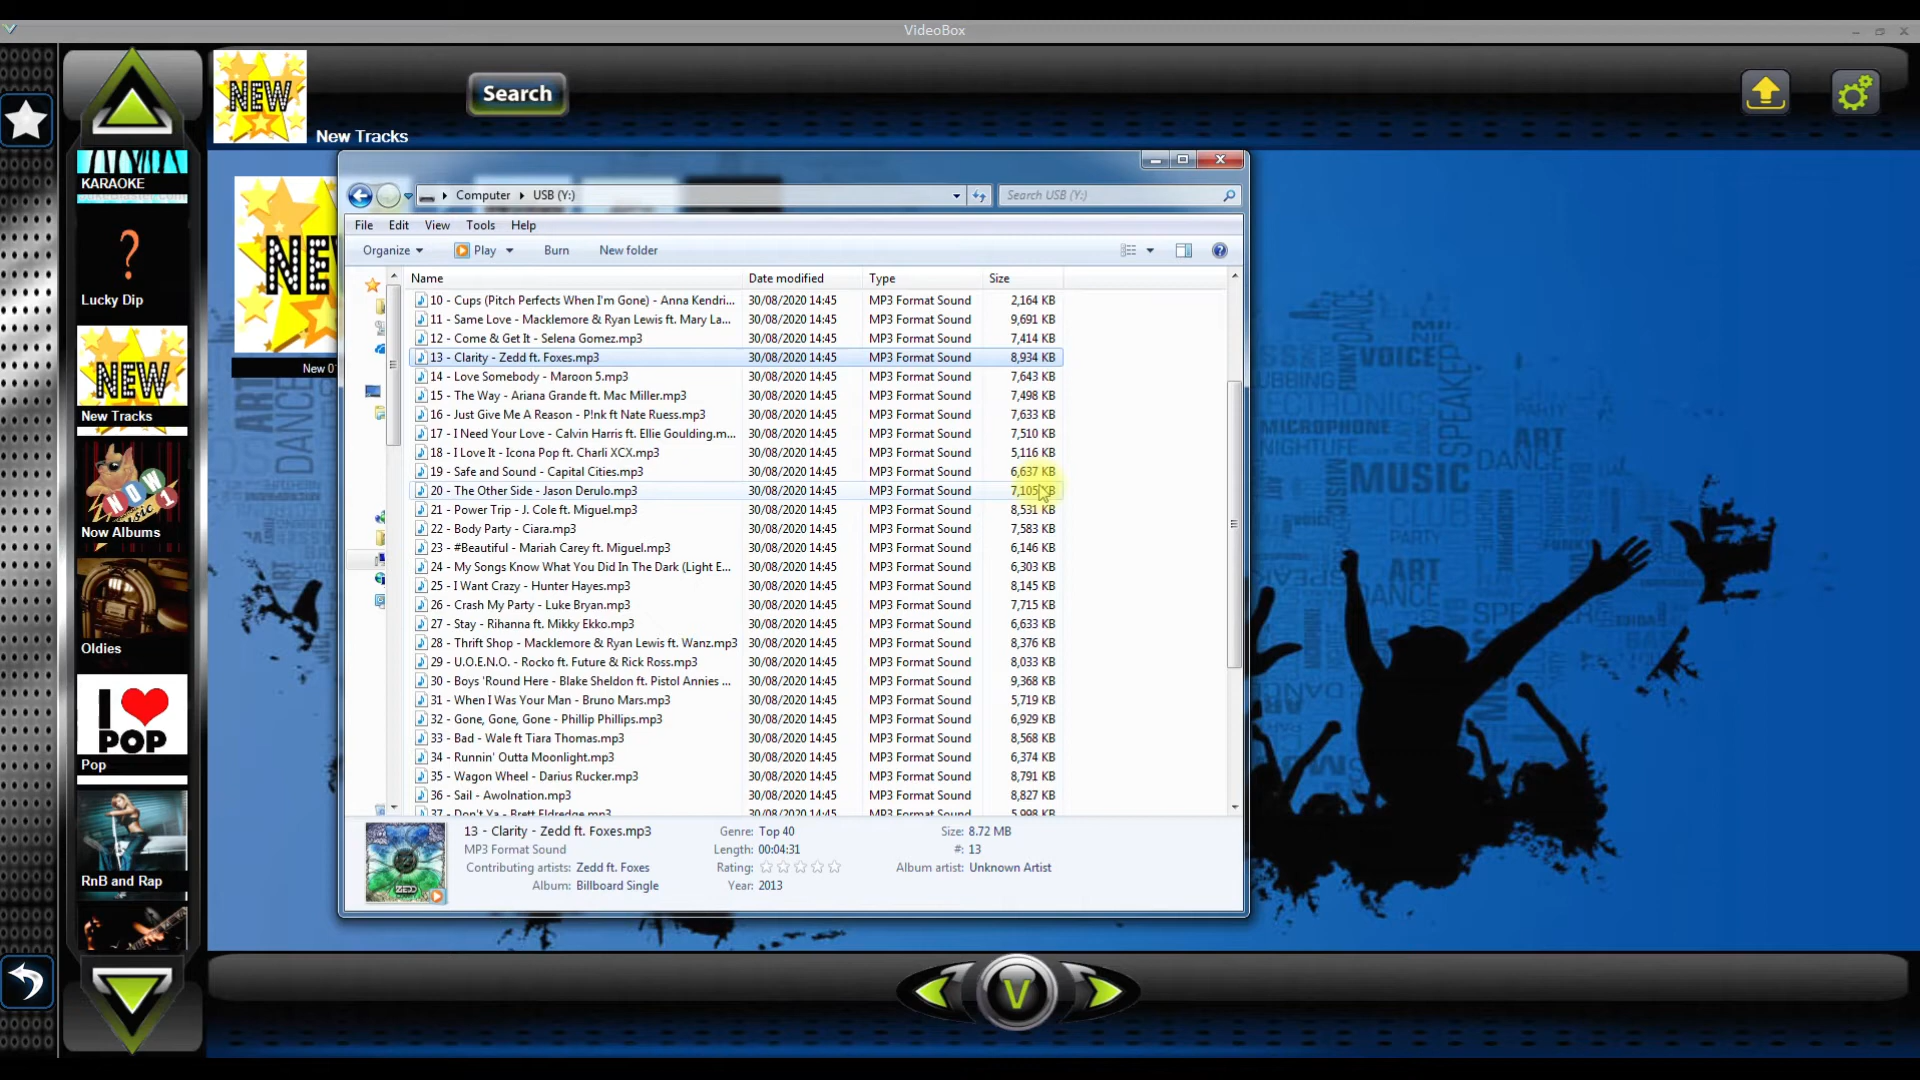 VideoBox
NEW
Search
New Tracks
KARAOKE
?
Lucky Dip
NEW
New Tracks
NOW
music 1
Now Albums
Oldies
I
POP
Pop
RnB and Rap
New 0
Computer
USB (Y:)
Search USB (Y:)
File Edit View Tools Help
Organize Play Burn New folder
Name Date modified Type Size
10 - Cups (Pitch Perfects When I'm Gone) - Anna Kendri... 30/08/2020 14:45 MP3 Format Sound 2,164 KB
11 - Same Love - Macklemore & Ryan Lewis ft. Mary La... 30/08/2020 14:45 MP3 Format Sound 9,691 KB
12 - Come & Get It - Selena Gomez.mp3 30/08/2020 14:45 MP3 Format Sound 7,414 KB
13 - Clarity - Zedd ft. Foxes.mp3 30/08/2020 14:45 MP3 Format Sound 8,934 KB
14 - Love Somebody - Maroon 5.mp3 30/08/2020 14:45 MP3 Format Sound 7,643 KB
15 - The Way - Ariana Grande ft. Mac Miller.mp3 30/08/2020 14:45 MP3 Format Sound 7,498 KB
16 - Just Give Me A Reason - P!nk ft Nate Ruess.mp3 30/08/2020 14:45 MP3 Format Sound 7,633 KB
17 - I Need Your Love - Calvin Harris ft. Ellie Goulding.m... 30/08/2020 14:45 MP3 Format Sound 7,510 KB
18 - I Love It - Icona Pop ft. Charli XCX.mp3 30/08/2020 14:45 MP3 Format Sound 5,116 KB
19 - Safe and Sound - Capital Cities.mp3 30/08/2020 14:45 MP3 Format Sound 6,637 KB
20 - The Other Side - Jason Derulo.mp3 30/08/2020 14:45 MP3 Format Sound 7,105 KB
21 - Power Trip - J. Cole ft. Miguel.mp3 30/08/2020 14:45 MP3 Format Sound 8,531 KB
22 - Body Party - Ciara.mp3 30/08/2020 14:45 MP3 Format Sound 7,583 KB
23 - #Beautiful - Mariah Carey ft. Miguel.mp3 30/08/2020 14:45 MP3 Format Sound 6,146 KB
24 - My Songs Know What You Did In The Dark (Light E... 30/08/2020 14:45 MP3 Format Sound 6,303 KB
25 - I Want Crazy - Hunter Hayes.mp3 30/08/2020 14:45 MP3 Format Sound 8,145 KB
26 - Crash My Party - Luke Bryan.mp3 30/08/2020 14:45 MP3 Format Sound 7,715 KB
27 - Stay - Rihanna ft. Mikky Ekko.mp3 30/08/2020 14:45 MP3 Format Sound 6,633 KB
28 - Thrift Shop - Macklemore & Ryan Lewis ft. Wanz.mp3 30/08/2020 14:45 MP3 Format Sound 8,376 KB
29 - U.O.E.N.O. - Rocko ft. Future & Rick Ross.mp3 30/08/2020 14:45 MP3 Format Sound 8,033 KB
30 - Boys 'Round Here - Blake Sheldon ft. Pistol Annies ... 30/08/2020 14:45 MP3 Format Sound 9,368 KB
31 - When I Was Your Man - Bruno Mars.mp3 30/08/2020 14:45 MP3 Format Sound 5,719 KB
32 - Gone, Gone, Gone - Phillip Phillips.mp3 30/08/2020 14:45 MP3 Format Sound 6,929 KB
33 - Bad - Wale ft Tiara Thomas.mp3 30/08/2020 14:45 MP3 Format Sound 8,568 KB
34 - Runnin' Outta Moonlight.mp3 30/08/2020 14:45 MP3 Format Sound 6,374 KB
35 - Wagon Wheel - Darius Rucker.mp3 30/08/2020 14:45 MP3 Format Sound 8,791 KB
36 - Sail - Awolnation.mp3 30/08/2020 14:45 MP3 Format Sound 8,827 KB
37 - Don't Ya - Brett Eldredge.mp3 30/08/2020 14:45 MP3 Format Sound 5,998 KB
13 - Clarity - Zedd ft. Foxes.mp3 Genre: Top 40 Size: 8.72 MB
MP3 Format Sound Length: 00:04:31 #: 13
Contributing artists: Zedd ft. Foxes Rating: Album artist: Unknown Artist
Album: Billboard Single Year: 2013
ZEDD
VOICE
MICROPHONE
NIGHTLIFE
MUSIC
SPEAKER
ART
DANCE
PARTY
CLUB
V